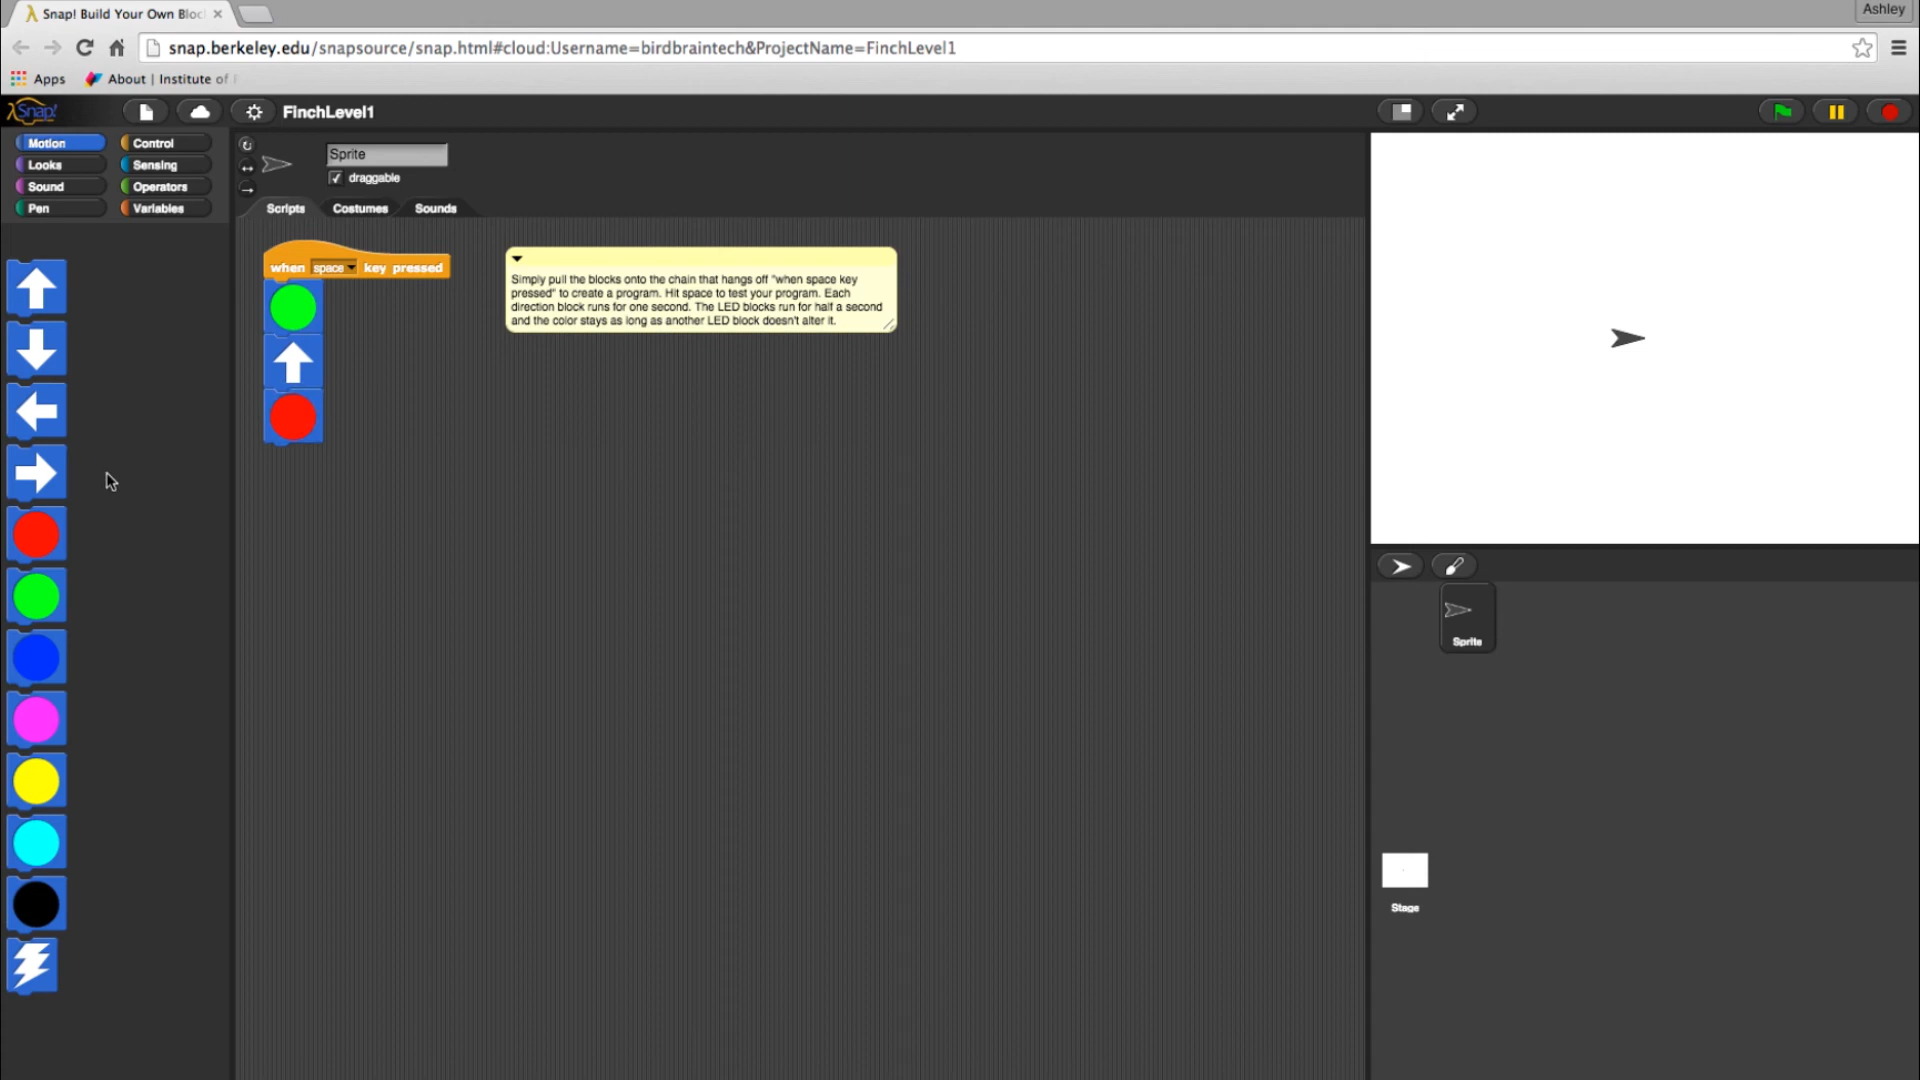 Snap! Build Your Own Bloc
Ashley
snap.berkeley.edu/snapsource/snap.html#cloud:Username=birdbraintech&ProjectName=FinchLevel1
Apps
About | Institute of
Snap!
FinchLevel1
Motion
Control
Looks
Sensing
Sound
Operators
Pen
Variables
Sprite
draggable
Scripts
Costumes
Sounds
when space key pressed
Simply pull the blocks onto the chain that hangs off "when space key
pressed" to create a program. Hit space to test your program. Each
direction block runs for one second. The LED blocks run for half a second
and the color stays as long as another LED block doesn't alter it.
Sprite
Stage